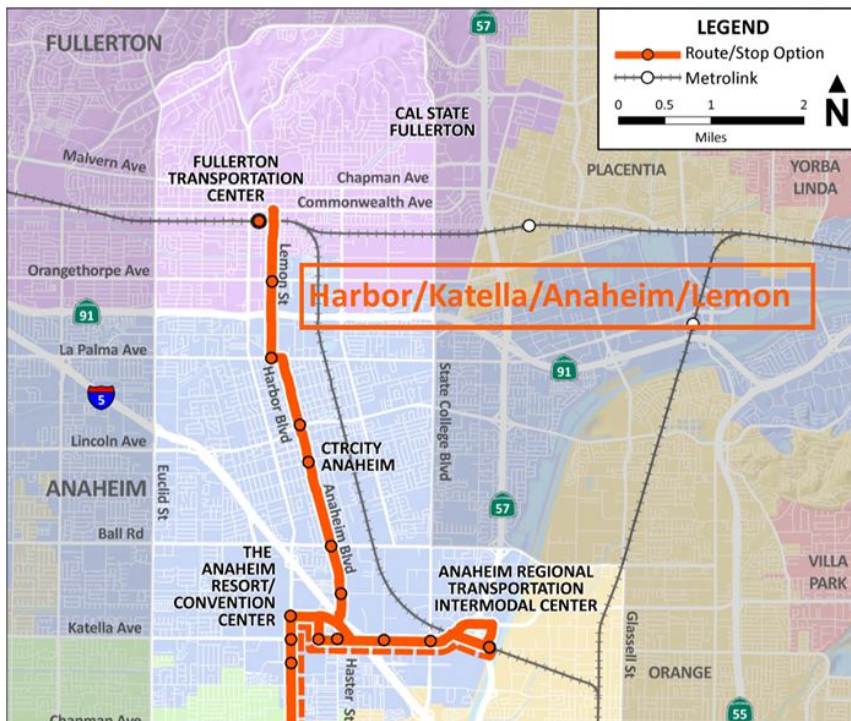 FULLERTON
57
LEGEND
Route/Stop Option
Metrolink
0 0.5 1 2
Miles
N
CAL STATE
FULLERTON
Malvern Ave
FULLERTON
TRANSPORTATION
CENTER
Chapman Ave
Commonwealth Ave
PLACENTIA
YORBA
LINDA
Orangethorpe Ave
Lemon St
Harbor/Katella/Anaheim/Lemon
91
La Palma Ave
5
Harbor Blvd
State College Blvd
91
Lincoln Ave
CTRCITY
ANAHEIM
ANAHEIM
Euclid St
Anaheim Blvd
57
Ball Rd
THE
ANAHEIM
RESORT/
CONVENTION
CENTER
ANAHEIM REGIONAL
TRANSPORTATION
INTERMODAL CENTER
VILLA
PARK
Katella Ave
Haster St
Glassell St
ORANGE
55
Chapman Ave